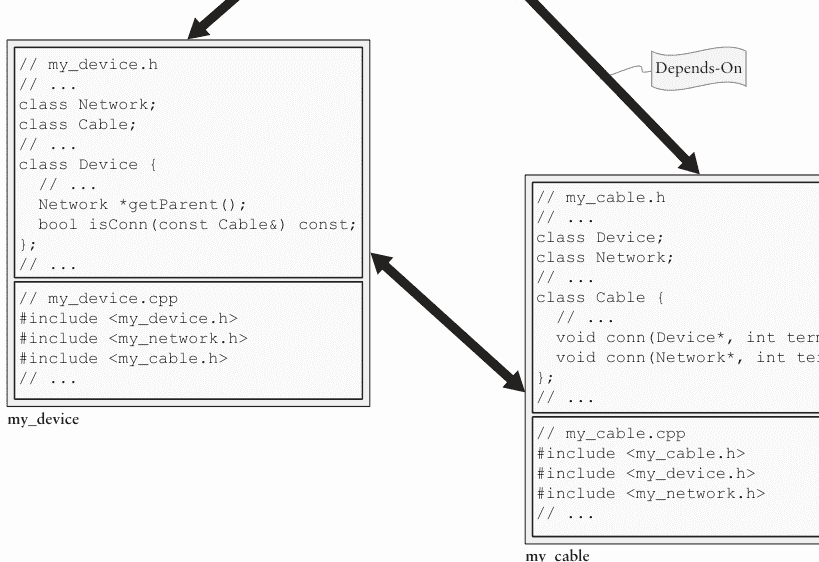 // my_device.h
// ...
class Network;
class Cable;
// ...
class Device {
  // ...
  Network *getParent();
  bool isConn(const Cable&) const;
};
// ...
// my_device.cpp
#include <my_device.h>
#include <my_network.h>
#include <my_cable.h>
// ...
my_device
Depends-On
// my_cable.h
// ...
class Device;
class Network;
// ...
class Cable {
  // ...
  void conn(Device*, int
  void conn(Network*, int
};
// ...
// my_cable.cpp
#include <my_cable.h>
#include <my_device.h>
#include <my_network.h>
// ...
my_cable